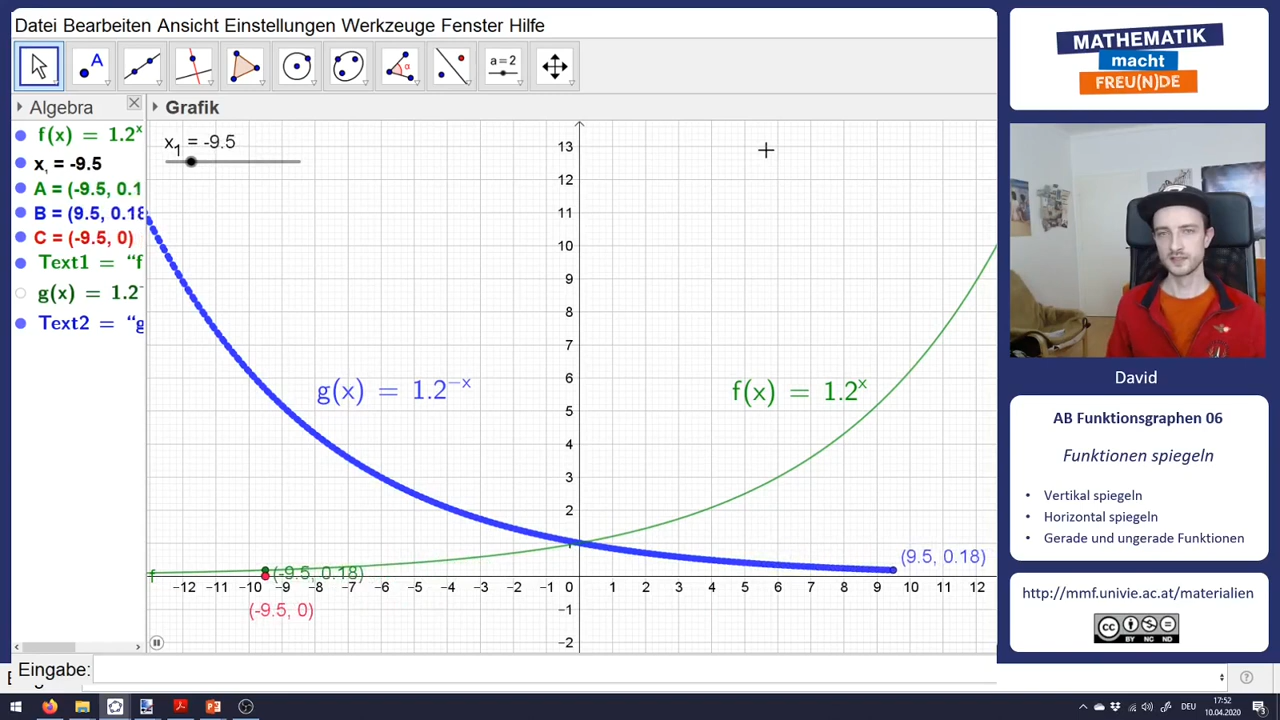 Datei Bearbeiten Ansicht Einstellungen Werkzeuge Fenster Hilfe
A
α
a = 2
Algebra
Grafik
f(x) = 1.2ˣ
x₁ = -9.5
A = (-9.5, 0.1
B = (9.5, 0.18
C = (-9.5, 0)
Text1 = “f
g(x) = 1.2⁻
Text2 = “g
x₁ = -9.5
13
12
11
10
9
8
7
6
5
4
3
2
1
−1
−2
g(x) = 1.2⁻ˣ
f(x) = 1.2ˣ
(9.5, 0.18)
f
(-9.5, 0.18)
−12 −11 −10 −9 −8 −7 −6 −5 −4 −3 −2 −1 0 1 2 3 4 5 6 7 8 9 10 11 12
(-9.5, 0)
Eingabe:
MATHEMATIK
macht
FREU(N)DE
David
AB Funktionsgraphen 06
Funktionen spiegeln
• Vertikal spiegeln
• Horizontal spiegeln
• Gerade und ungerade Funktionen
http://mmf.univie.ac.at/materialien
CC
BY NC ND
DEU
17:52
10.04.2020
3